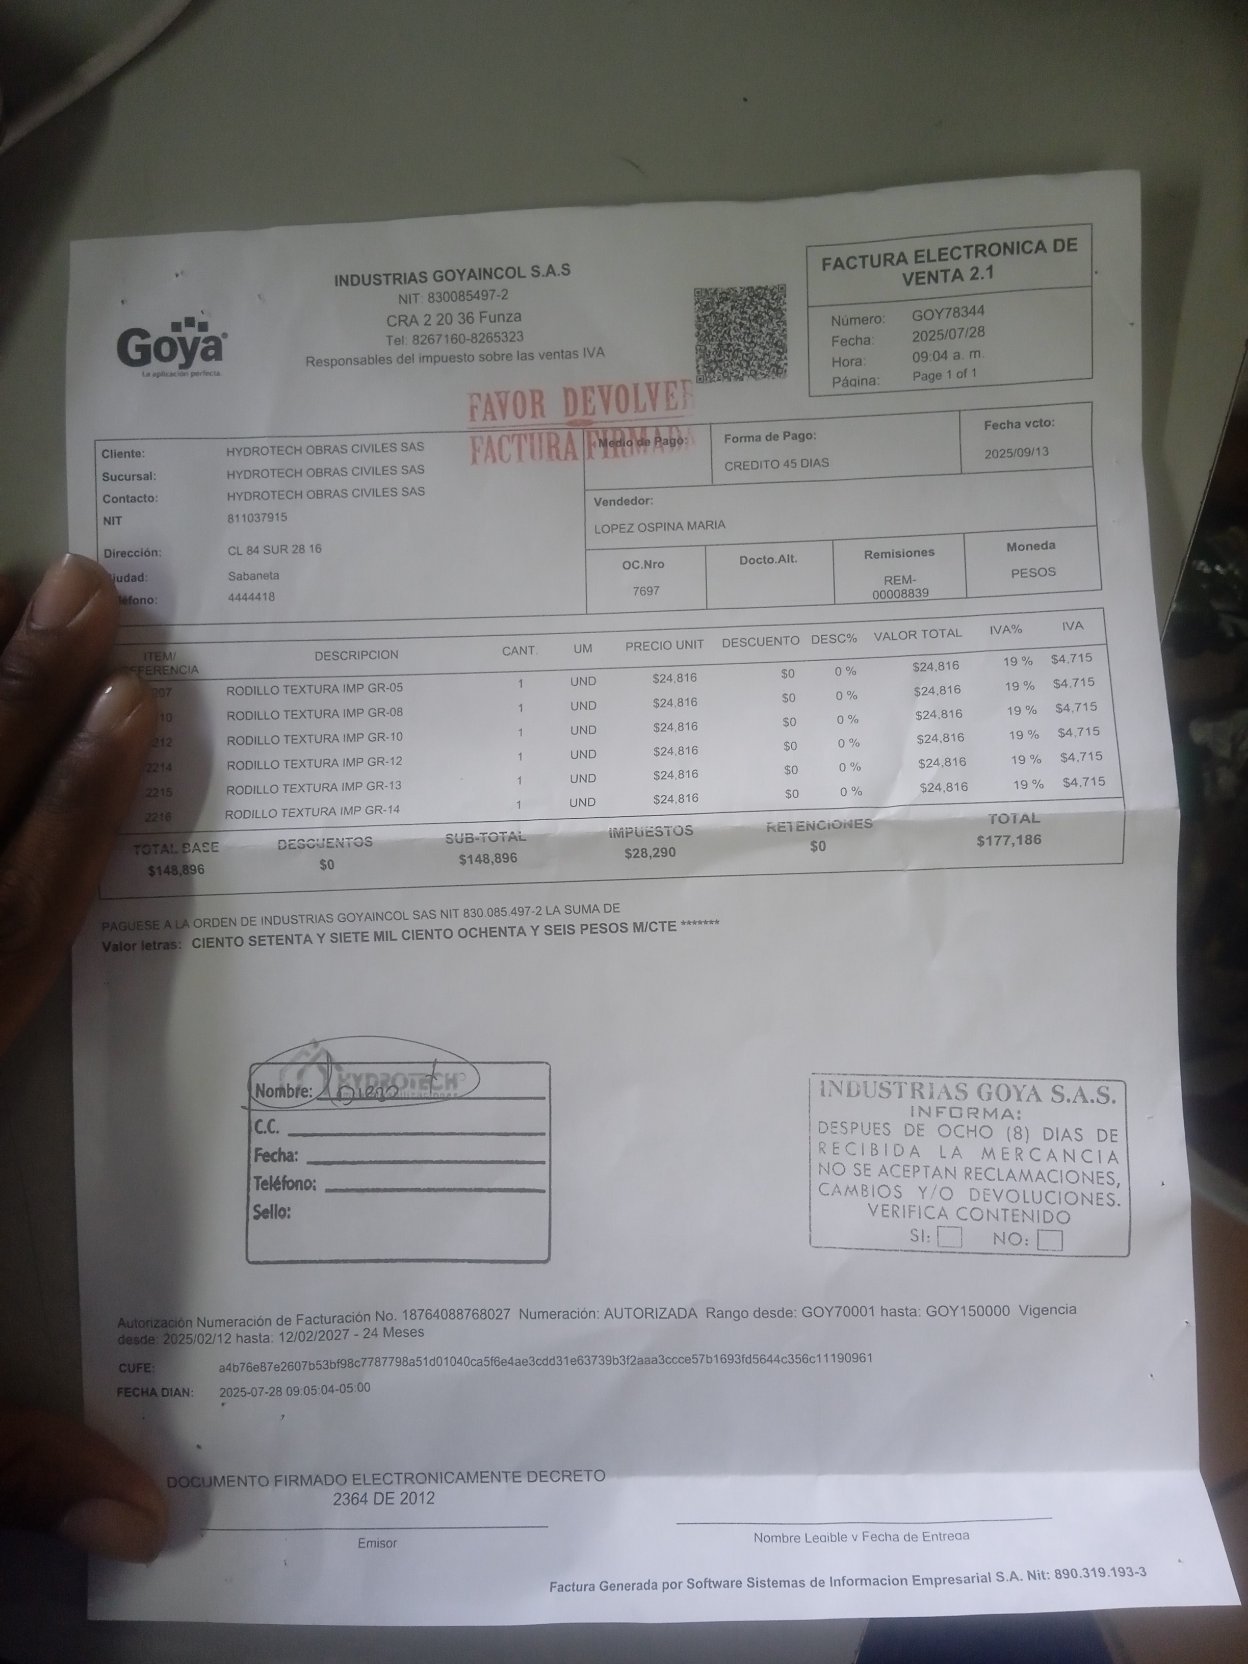 INDUSTRIAS GOYAINCOL S.A.S
NIT: 830085497-2
CRA 2 20 36 Funza
Tel: 8267160-8265323
Responsables del impuesto sobre las ventas IVA
Goya
La aplicación perfecta.
FACTURA ELECTRONICA DE
VENTA 2.1
Número: GOY78344
Fecha: 2025/07/28
Hora: 09:04 a. m.
Página: Page 1 of 1
FAVOR DEVOLVER
FACTURA FIRMADA
Cliente: HYDROTECH OBRAS CIVILES SAS
Sucursal: HYDROTECH OBRAS CIVILES SAS
Contacto: HYDROTECH OBRAS CIVILES SAS
NIT 811037915
Dirección: CL 84 SUR 28 16
iudad: Sabaneta
léfono: 4444418
Medio de Pago:
Forma de Pago:
CREDITO 45 DIAS
Fecha vcto:
2025/09/13
Vendedor:
LOPEZ OSPINA MARIA
OC.Nro
7697
Docto.Alt.
Remisiones
REM-
00008839
Moneda
PESOS
ITEM/
FERENCIA DESCRIPCION CANT. UM PRECIO UNIT DESCUENTO DESC% VALOR TOTAL IVA% IVA
207 RODILLO TEXTURA IMP GR-05 1 UND $24,816 $0 0 % $24,816 19 % $4,715
10 RODILLO TEXTURA IMP GR-08 1 UND $24,816 $0 0 % $24,816 19 % $4,715
212 RODILLO TEXTURA IMP GR-10 1 UND $24,816 $0 0 % $24,816 19 % $4,715
2214 RODILLO TEXTURA IMP GR-12 1 UND $24,816 $0 0 % $24,816 19 % $4,715
2215 RODILLO TEXTURA IMP GR-13 1 UND $24,816 $0 0 % $24,816 19 % $4,715
2216 RODILLO TEXTURA IMP GR-14 1 UND $24,816 $0 0 % $24,816 19 % $4,715
TOTAL BASE DESCUENTOS SUB-TOTAL IMPUESTOS RETENCIONES TOTAL
$148,896 $0 $148,896 $28,290 $0 $177,186
PAGUESE A LA ORDEN DE INDUSTRIAS GOYAINCOL SAS NIT 830.085.497-2 LA SUMA DE
Valor letras: CIENTO SETENTA Y SIETE MIL CIENTO OCHENTA Y SEIS PESOS M/CTE *******
HYDROTECH
Nombre: Diego
C.C.
Fecha:
Teléfono:
Sello:
INDUSTRIAS GOYA S.A.S.
INFORMA:
DESPUES DE OCHO (8) DIAS DE
RECIBIDA LA MERCANCIA
NO SE ACEPTAN RECLAMACIONES,
CAMBIOS Y/O DEVOLUCIONES.
VERIFICA CONTENIDO
SI: NO:
Autorización Numeración de Facturación No. 18764088768027 Numeración: AUTORIZADA Rango desde: GOY70001 hasta: GOY150000 Vigencia
desde: 2025/02/12 hasta: 12/02/2027 - 24 Meses
CUFE: a4b76e87e2607b53bf98c7787798a51d01040ca5f6e4ae3cdd31e63739b3f2aaa3ccce57b1693fd5644c356c11190961
FECHA DIAN: 2025-07-28 09:05:04-05:00
DOCUMENTO FIRMADO ELECTRONICAMENTE DECRETO
2364 DE 2012
Emisor
Nombre Legible y Fecha de Entrega
Factura Generada por Software Sistemas de Informacion Empresarial S.A. Nit: 890.319.193-3